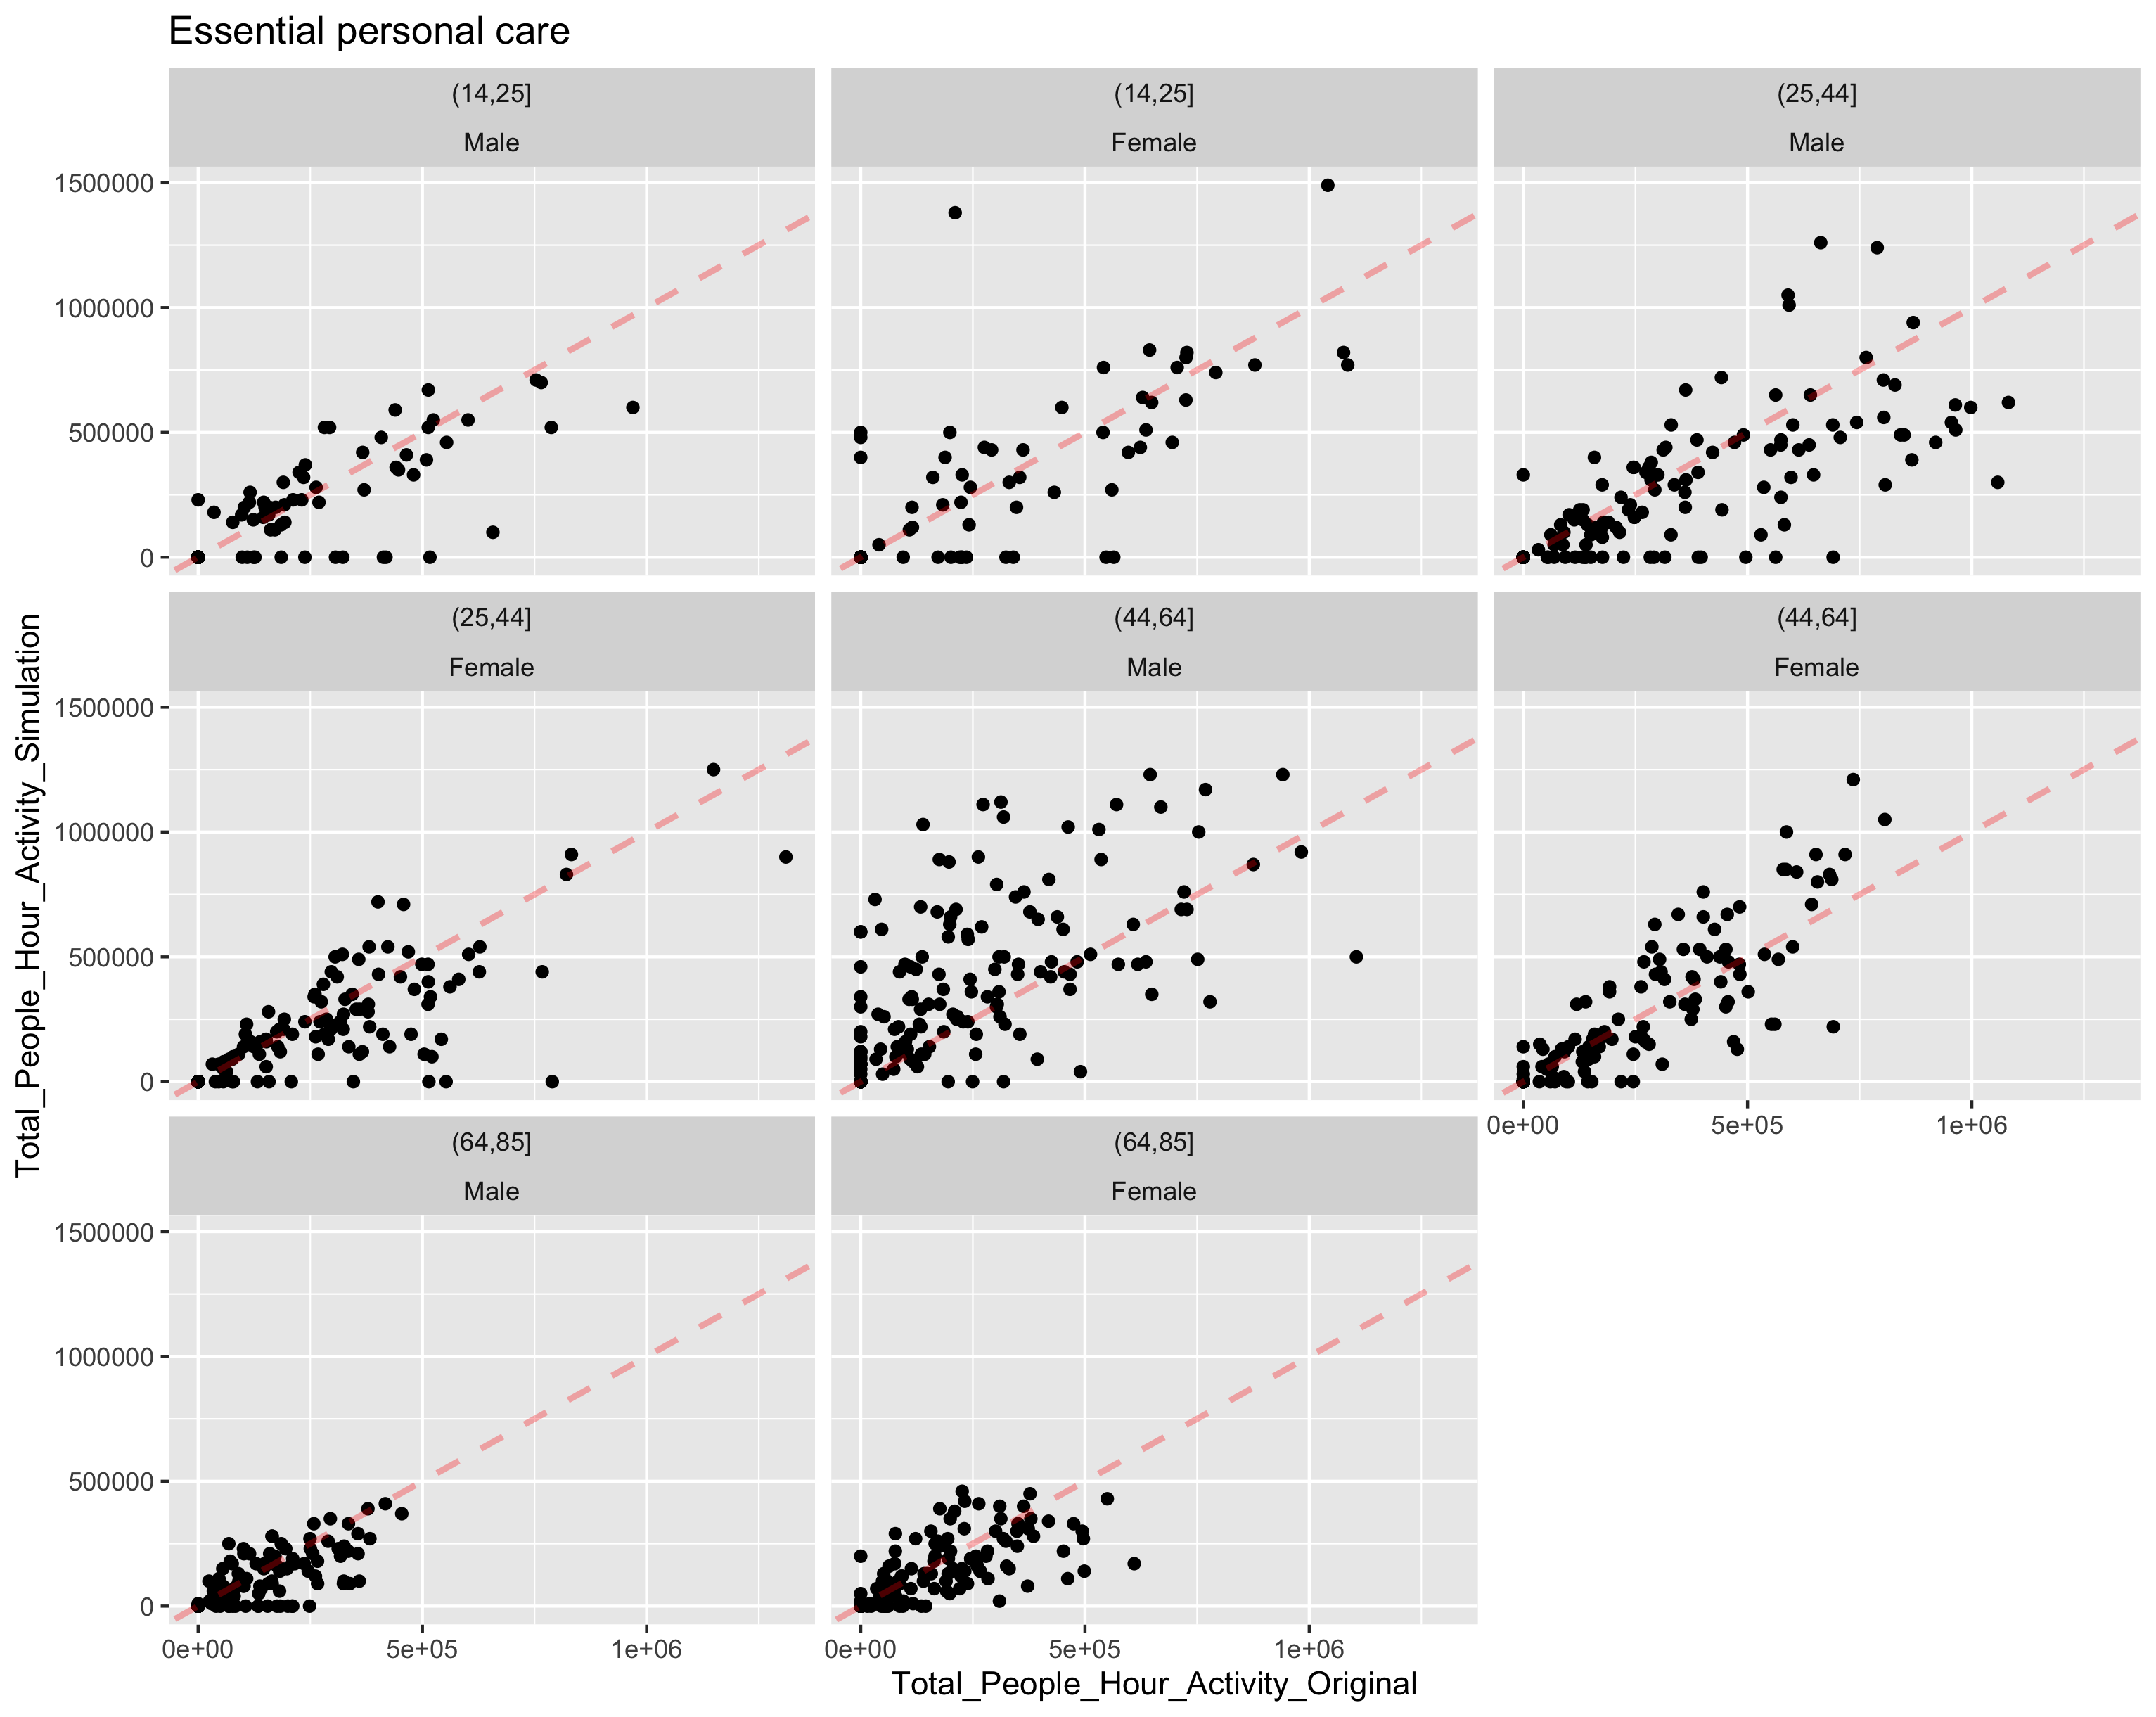 Essential personal care
(14,25]
(14,25]
(25,44]
Male
Female
Male
1500000
1000000
500000
0
(25,44]
(44,64]
(44,64]
Female
Male
Female
1500000
1000000
500000
0
0e+00
5e+05
1e+06
(64,85]
(64,85]
Male
Female
1500000
1000000
500000
0
0e+00
5e+05
1e+06
0e+00
5e+05
1e+06
Total_People_Hour_Activity_Original
Total_People_Hour_Activity_Simulation